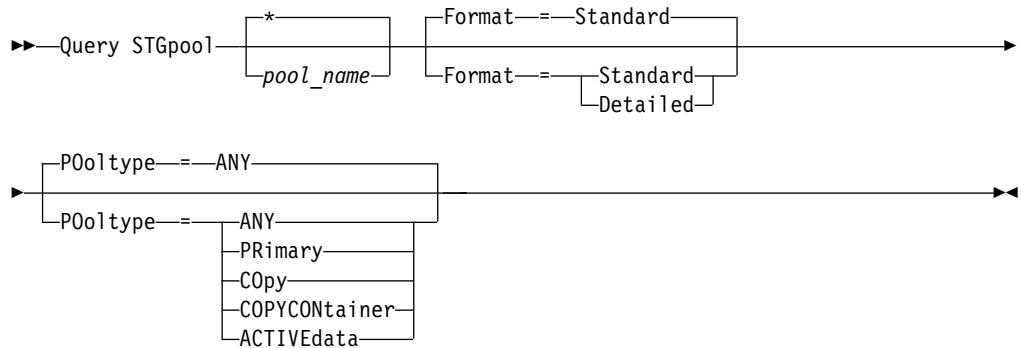 * Format = Standard
Query STGpool
pool_name Format = Standard
Detailed
POoltype = ANY
POoltype = ANY
PRimary
COpy
COPYCONtainer
ACTIVEdata